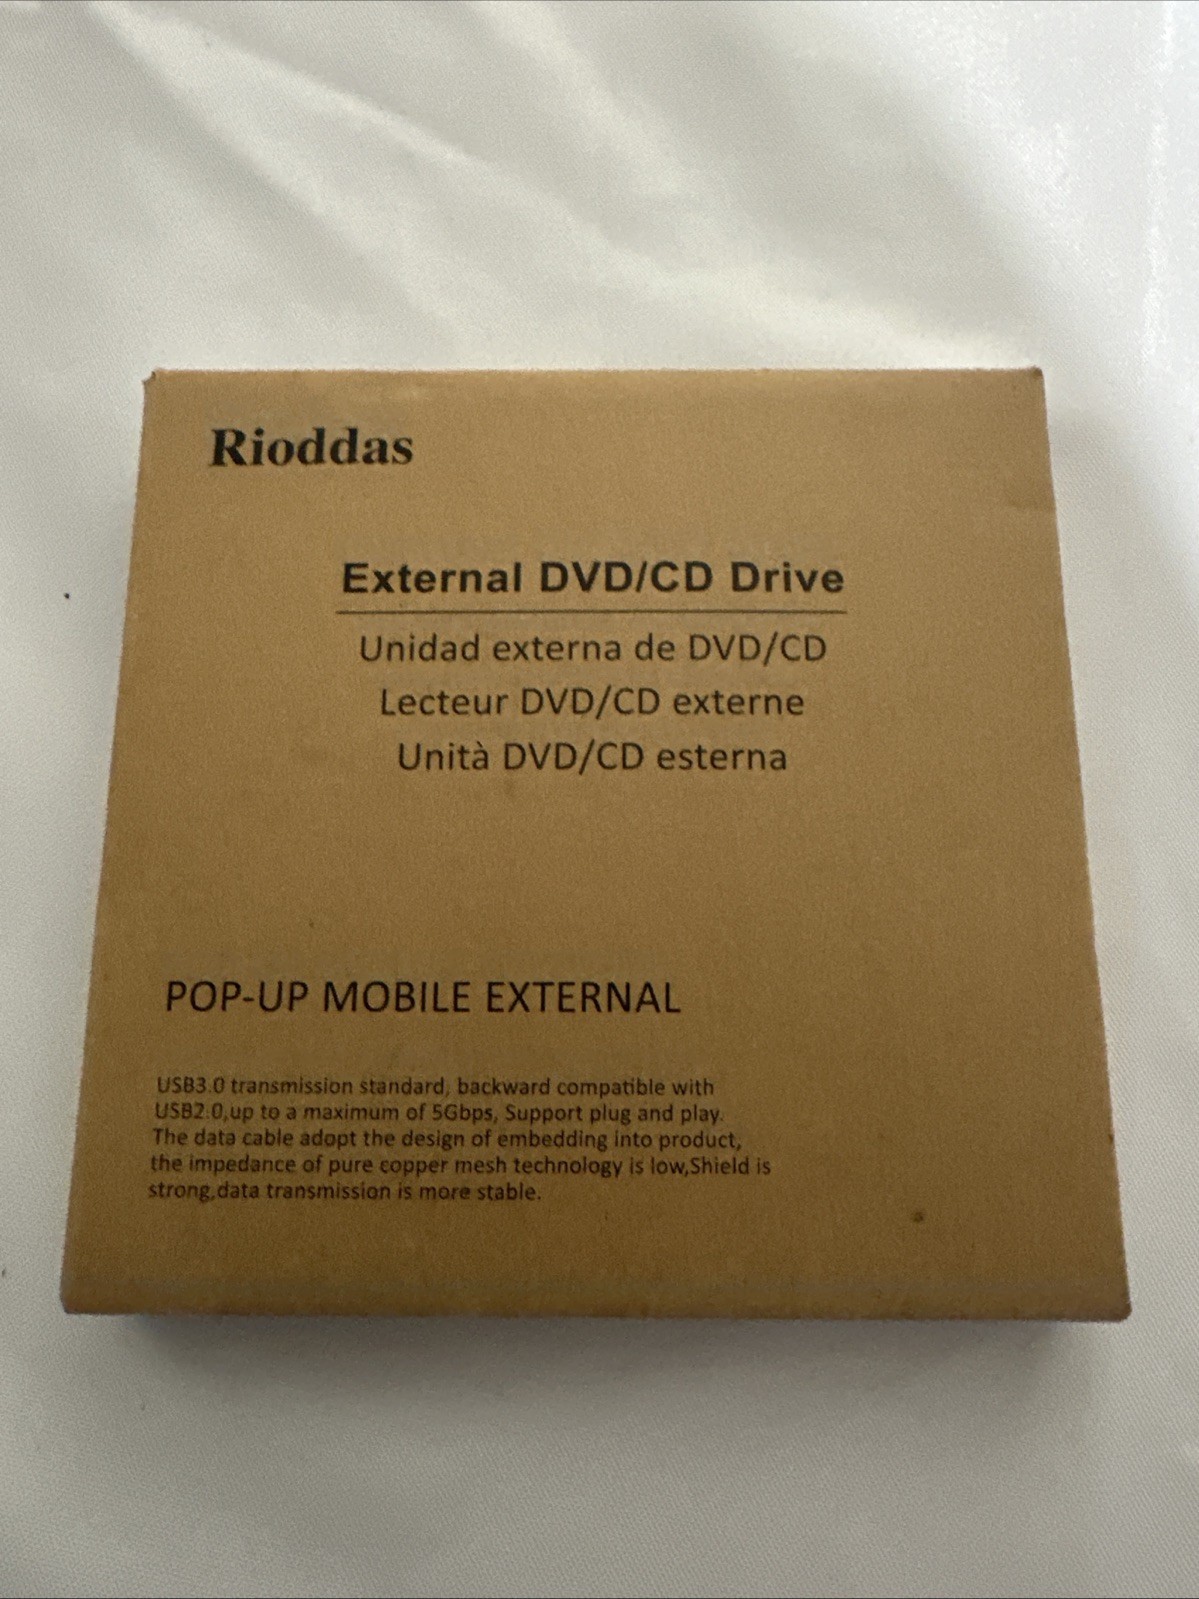 Rioddas
External DVD/CD Drive
Unidad externa de DVD/CD
Lecteur DVD/CD externe
Unità DVD/CD esterna
POP-UP MOBILE EXTERNAL
USB3.0 transmission standard, backward compatible with
USB2.0,up to a maximum of 5Gbps, Support plug and play.
The data cable adopt the design of embedding into product,
the impedance of pure copper mesh technology is low,Shield is
strong,data transmission is more stable.